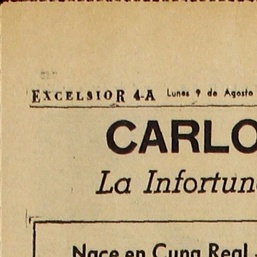 EXCELSIOR 4-A Lunes 9 de Agosto
CARLO
La Infortun
Nace en Cuna Real